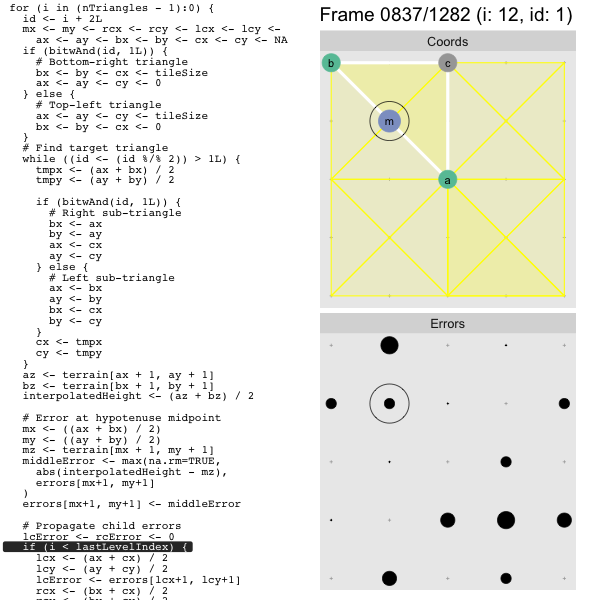 for (i in (nTriangles - 1):0) {
id <- i + 2L
mx <- my <- rcx <- rcy <- lcx <- lcy <-
ax <- ay <- bx <- by <- cx <- cy <- NA
if (bitwAnd(id, 1L)) {
# Bottom-right triangle
bx <- by <- cx <- tileSize
ax <- ay <- cy <- 0
} else {
# Top-left triangle
ax <- ay <- cy <- tileSize
bx <- by <- cx <- 0
}
# Find target triangle
while ((id <- (id %/% 2)) > 1L) {
tmpx <- (ax + bx) / 2
tmpy <- (ay + by) / 2
if (bitwAnd(id, 1L)) {
# Right sub-triangle
bx <- ax
by <- ay
ax <- cx
ay <- cy
} else {
# Left sub-triangle
ax <- bx
ay <- by
bx <- cx
by <- cy
}
cx <- tmpx
cy <- tmpy
}
az <- terrain[ax + 1, ay + 1]
bz <- terrain[bx + 1, by + 1]
interpolatedHeight <- (az + bz) / 2
# Error at hypotenuse midpoint
mx <- ((ax + bx) / 2)
my <- ((ay + by) / 2)
mz <- terrain[mx + 1, my + 1]
middleError <- max(na.rm=TRUE,
abs(interpolatedHeight - mz),
errors[mx+1, my+1]
)
errors[mx+1, my+1] <- middleError
# Propagate child errors
lcError <- rcError <- 0
if (i < lastLevelIndex) {
lcx <- (ax + cx) / 2
lcy <- (ay + cy) / 2
lcError <- errors[lcx+1, lcy+1]
rcx <- (bx + cx) / 2
Frame 0837/1282 (i: 12, id: 1)
Coords
b
c
m
a
Errors